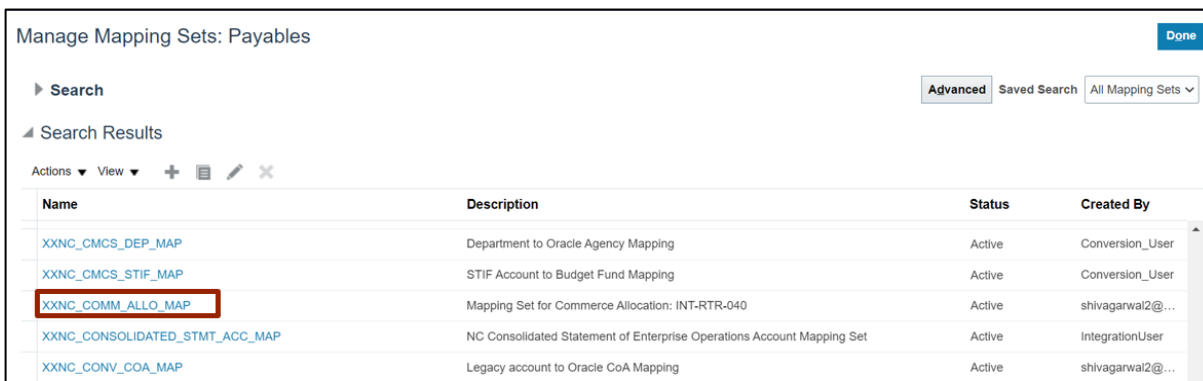 Manage Mapping Sets: Payables
Done
Search
Advanced Saved Search All Mapping Sets
Search Results
Actions View
Name Description Status Created By
XXNC_CMCS_DEP_MAP Department to Oracle Agency Mapping Active Conversion_User
XXNC_CMCS_STIF_MAP STIF Account to Budget Fund Mapping Active Conversion_User
XXNC_COMM_ALLO_MAP Mapping Set for Commerce Allocation: INT-RTR-040 Active shivagarwal2@...
XXNC_CONSOLIDATED_STMT_ACC_MAP NC Consolidated Statement of Enterprise Operations Account Mapping Set Active IntegrationUser
XXNC_CONV_COA_MAP Legacy account to Oracle CoA Mapping Active shivagarwal2@...